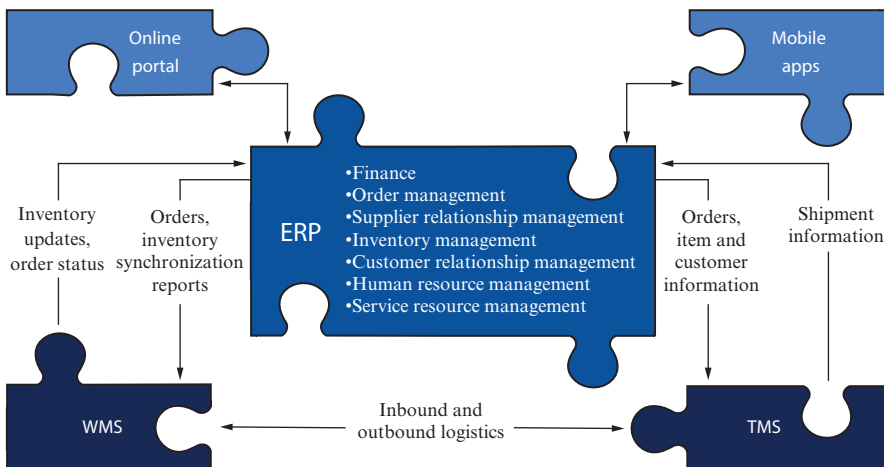 Online
portal
Mobile
apps
ERP
•Finance
•Order management
•Supplier relationship management
•Inventory management
•Customer relationship management
•Human resource management
•Service resource management
Inventory
updates,
order status
Orders,
inventory
synchronization
reports
Orders,
item and
customer
information
Shipment
information
WMS
Inbound and
outbound logistics
TMS